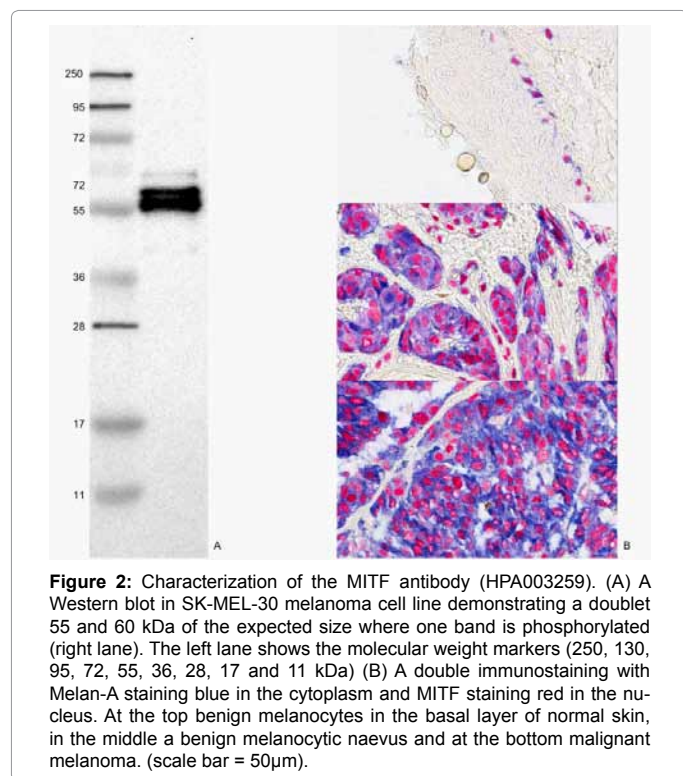 250
95
72
72
55
36
28
17
11
A
B
Figure 2: Characterization of the MITF antibody (HPA003259). (A) A
Western blot in SK-MEL-30 melanoma cell line demonstrating a doublet
55 and 60 kDa of the expected size where one band is phosphorylated
(right lane). The left lane shows the molecular weight markers (250, 130,
95, 72, 55, 36, 28, 17 and 11 kDa) (B) A double immunostaining with
Melan-A staining blue in the cytoplasm and MITF staining red in the nu-
cleus. At the top benign melanocytes in the basal layer of normal skin,
in the middle a benign melanocytic naevus and at the bottom malignant
melanoma. (scale bar = 50µm).